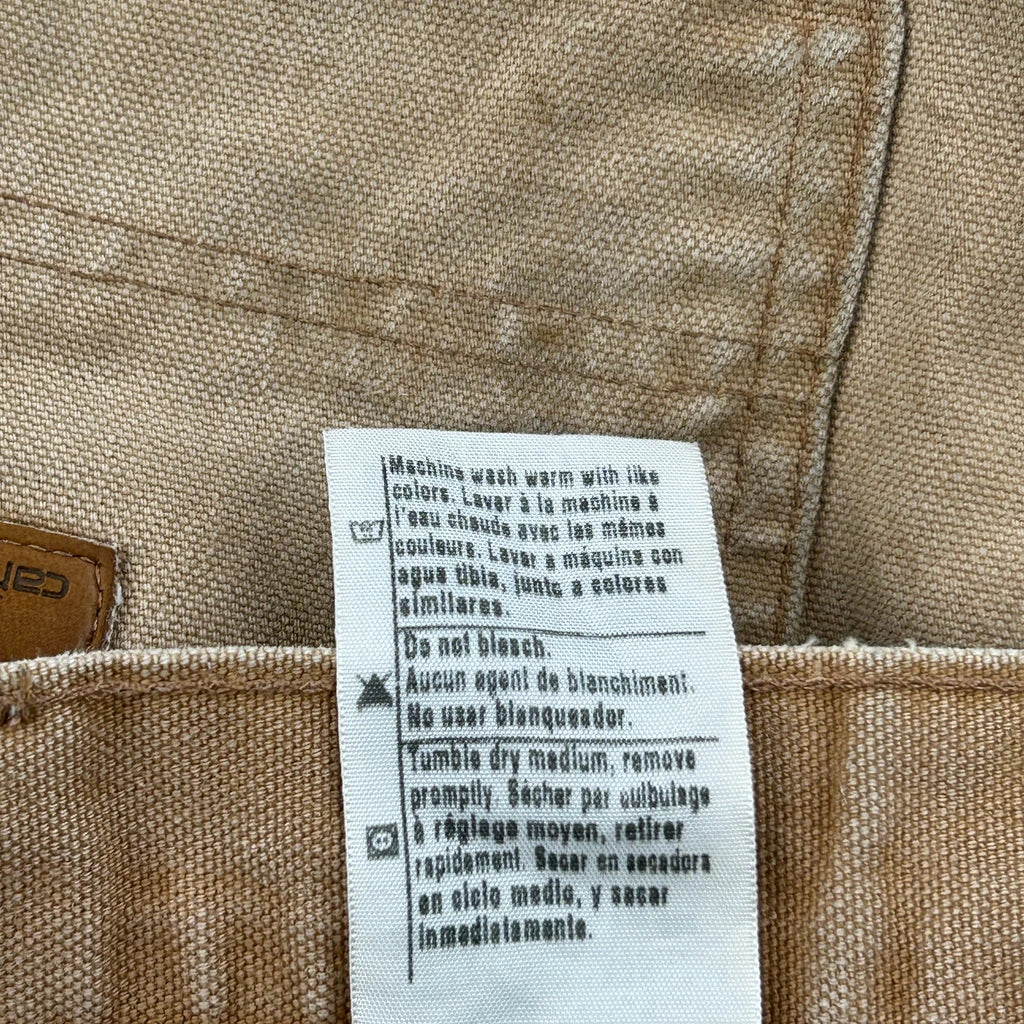 Machine wash warm with like
colors. Laver à la machine à
l'eau chaude avec les mêmes
couleurs. Lavar a máquina con
agua tibia, junto a colores
similares.
Do not bleach.
Aucun agent de blanchiment.
No usar blanqueador.
Tumble dry medium, remove
promptly. Sécher par culbutage
à réglage moyen, retirer
rapidement. Secar en secadora
en ciclo medio, y sacar
inmediatamente.
car